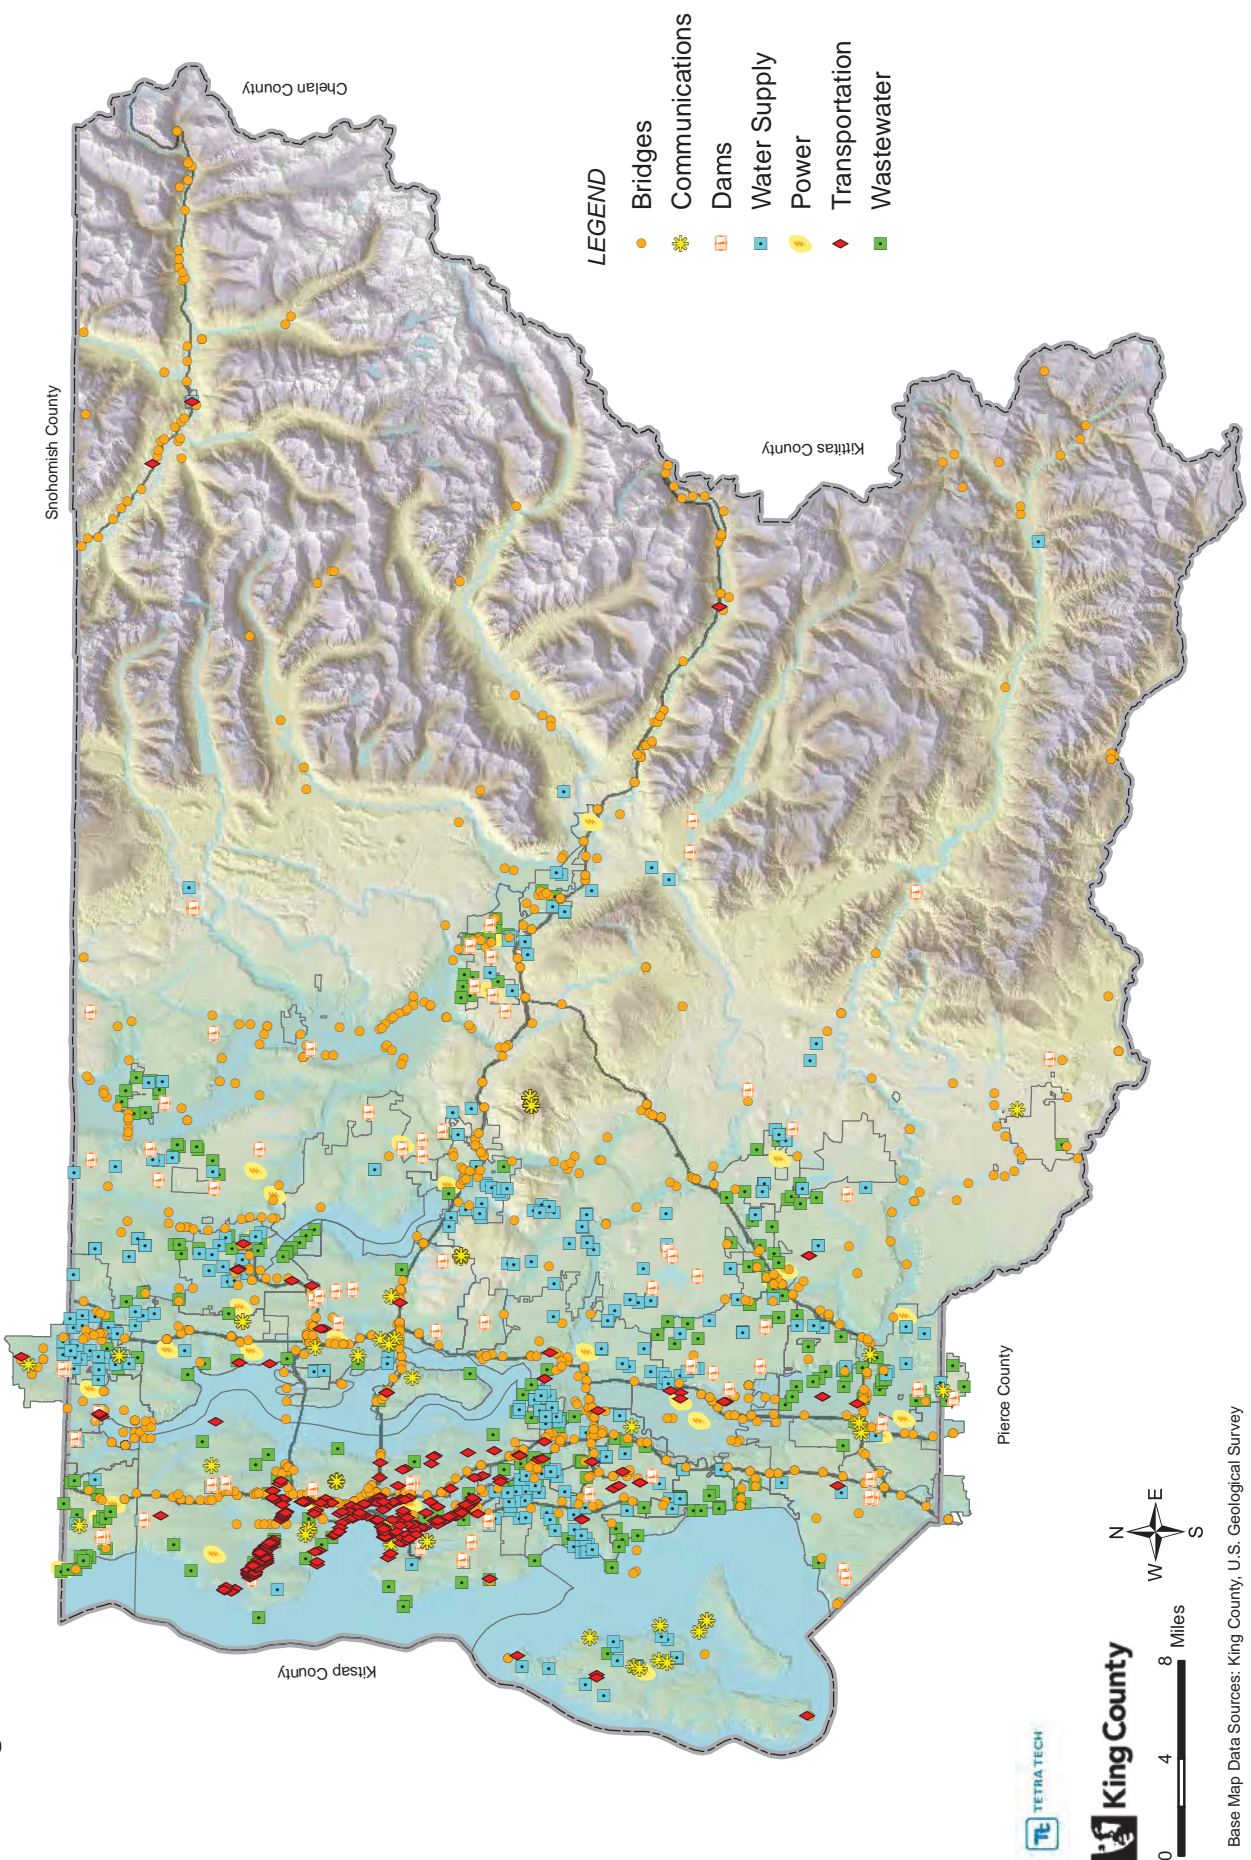 Snohomish County
Chelan County
Kittitas County
Pierce County
Kitsap County
LEGEND
Bridges
Communications
Dams
Water Supply
Power
Transportation
Wastewater
N
W
E
S
Tt TETRA TECH
King County
0 4 8 Miles
Base Map Data Sources: King County, U.S. Geological Survey